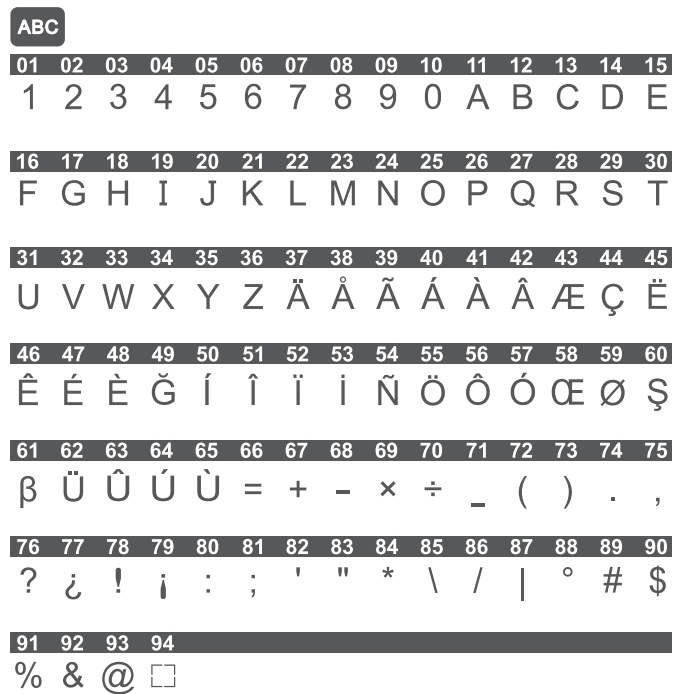 ABC
01 02 03 04 05 06 07 08 09 10 11 12 13 14 15
1 2 3 4 5 6 7 8 9 0 A B C D E
16 17 18 19 20 21 22 23 24 25 26 27 28 29 30
F G H I J K L M N O P Q R S T
31 32 33 34 35 36 37 38 39 40 41 42 43 44 45
U V W X Y Z Ä Å Ã Á À Â Æ Ç Ë
46 47 48 49 50 51 52 53 54 55 56 57 58 59 60
Ê É È Ğ Í Î Ï İ Ñ Ö Ô Ó Œ Ø Ş
61 62 63 64 65 66 67 68 69 70 71 72 73 74 75
β Ü Û Ú Ù = + − × ÷ _ ( ) . ,
76 77 78 79 80 81 82 83 84 85 86 87 88 89 90
? ¿ ! ¡ : ; ' " * \ / | ° # $
91 92 93 94
% & @